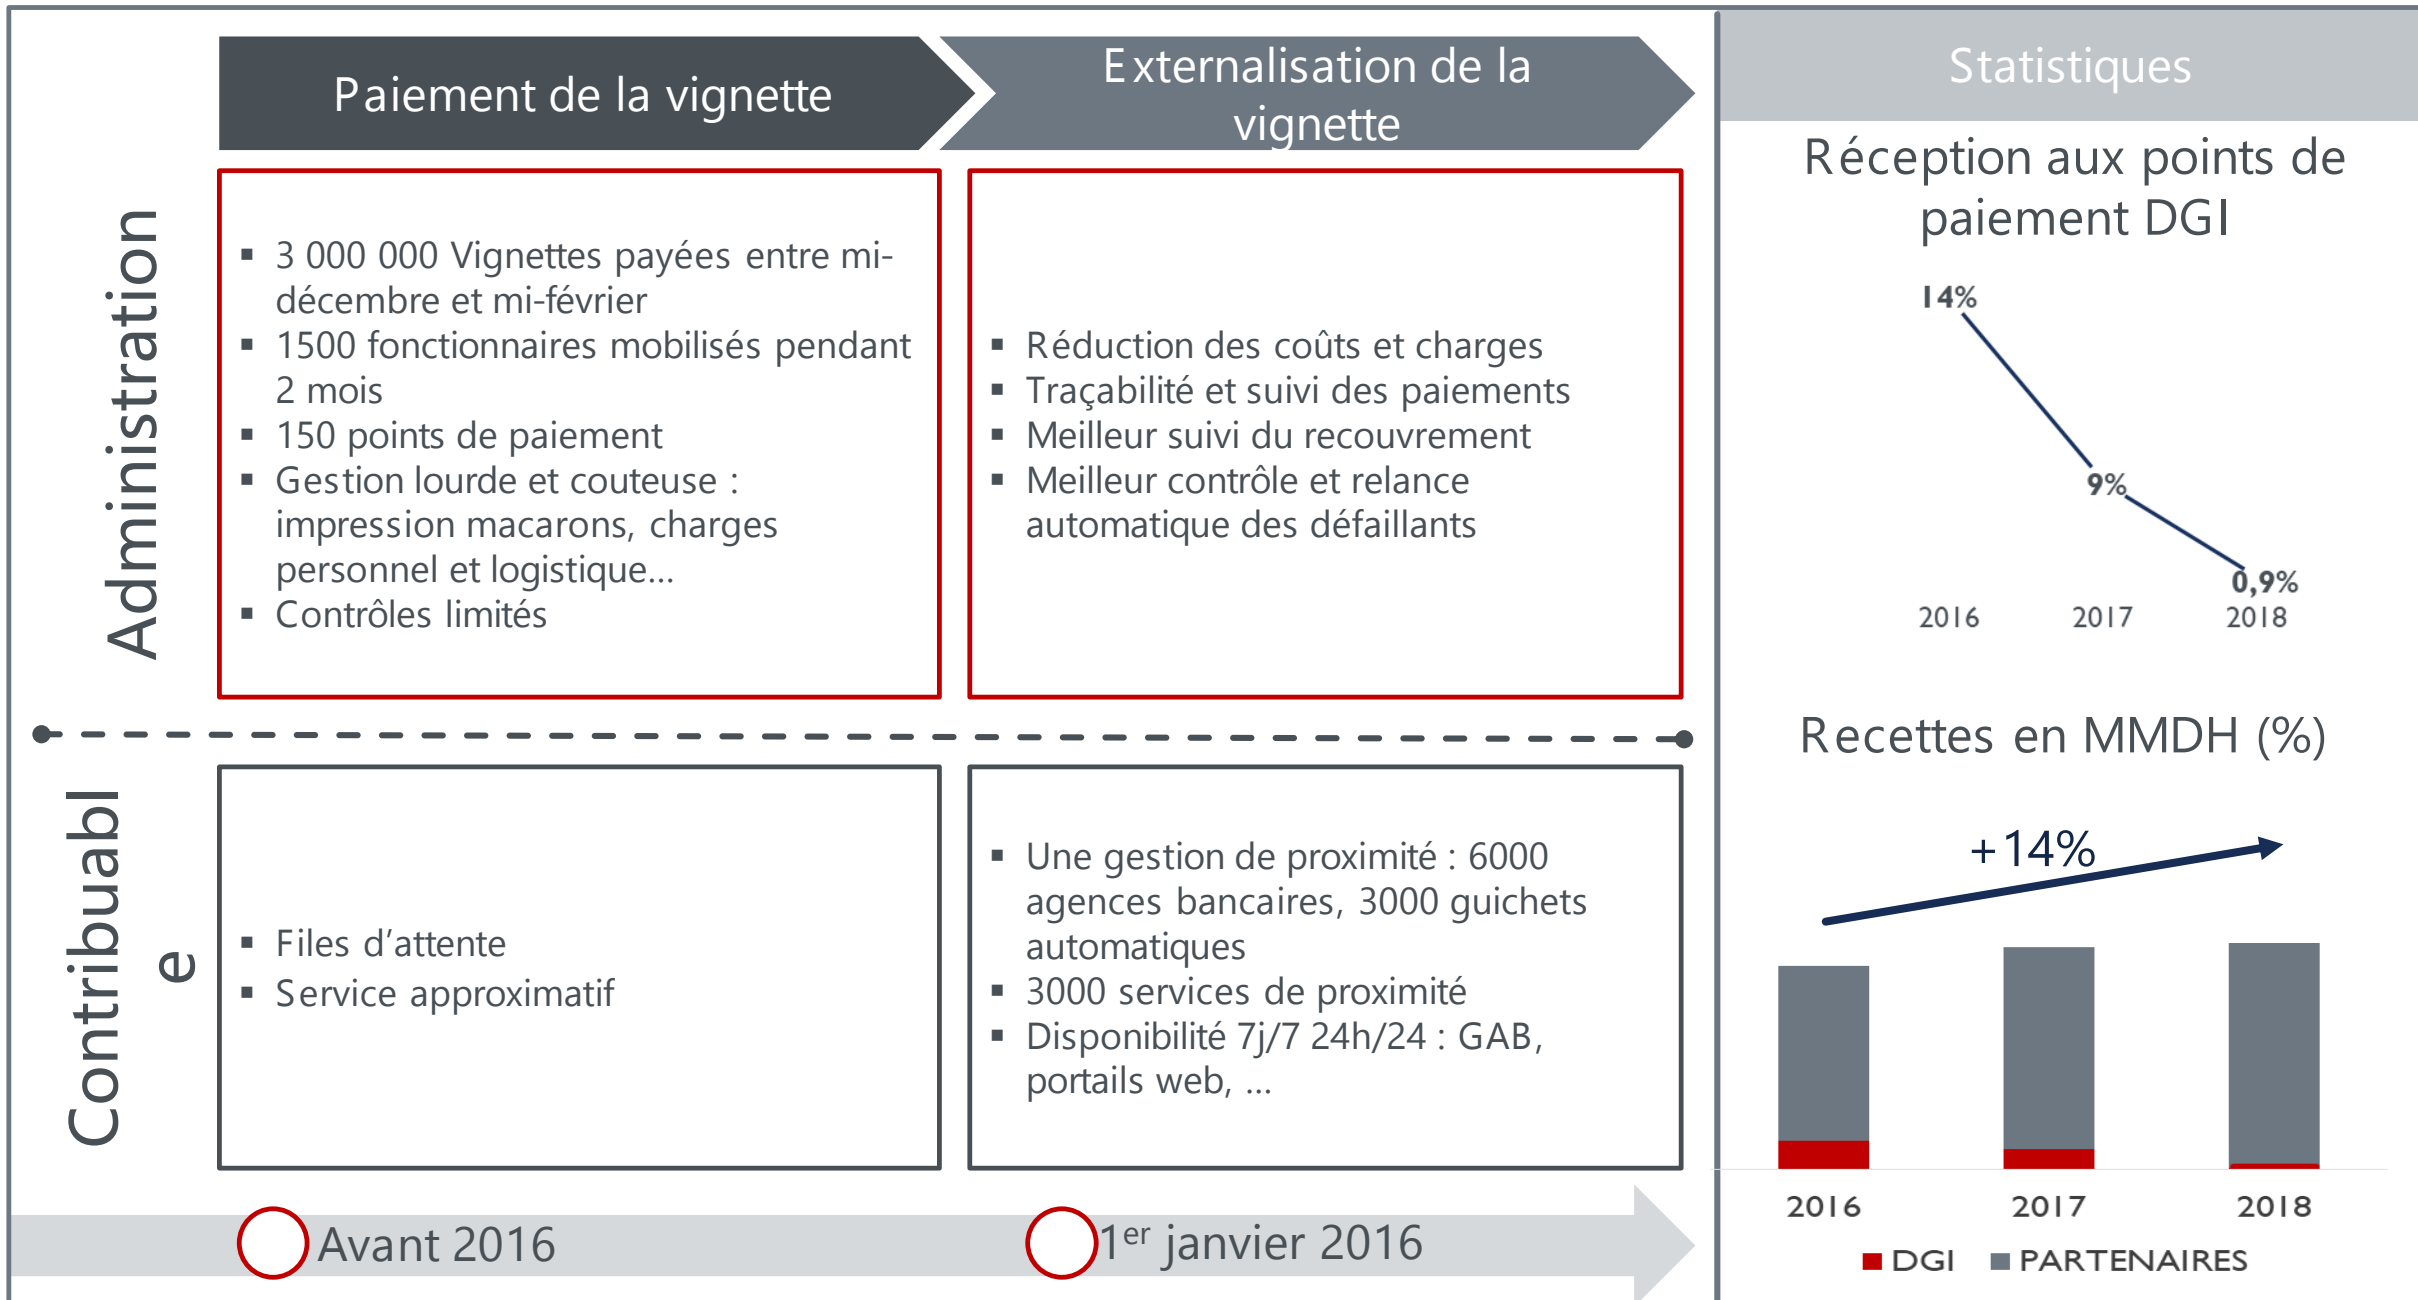 Paiement de la vignette
Externalisation de la
vignette
Statistiques
Administration
▪ 3 000 000 Vignettes payées entre mi-
décembre et mi-février
▪ 1500 fonctionnaires mobilisés pendant
2 mois
▪ 150 points de paiement
▪ Gestion lourde et couteuse :
impression macarons, charges
personnel et logistique...
▪ Contrôles limités
▪ Réduction des coûts et charges
▪ Traçabilité et suivi des paiements
▪ Meilleur suivi du recouvrement
▪ Meilleur contrôle et relance
automatique des défaillants
Réception aux points de
paiement DGI
14%
9%
0,9%
2016 2017 2018
Contribuabl
e
▪ Files d’attente
▪ Service approximatif
▪ Une gestion de proximité : 6000
agences bancaires, 3000 guichets
automatiques
▪ 3000 services de proximité
▪ Disponibilité 7j/7 24h/24 : GAB,
portails web, ...
Recettes en MMDH (%)
+14%
2016 2017 2018
DGI PARTENAIRES
Avant 2016
1er janvier 2016